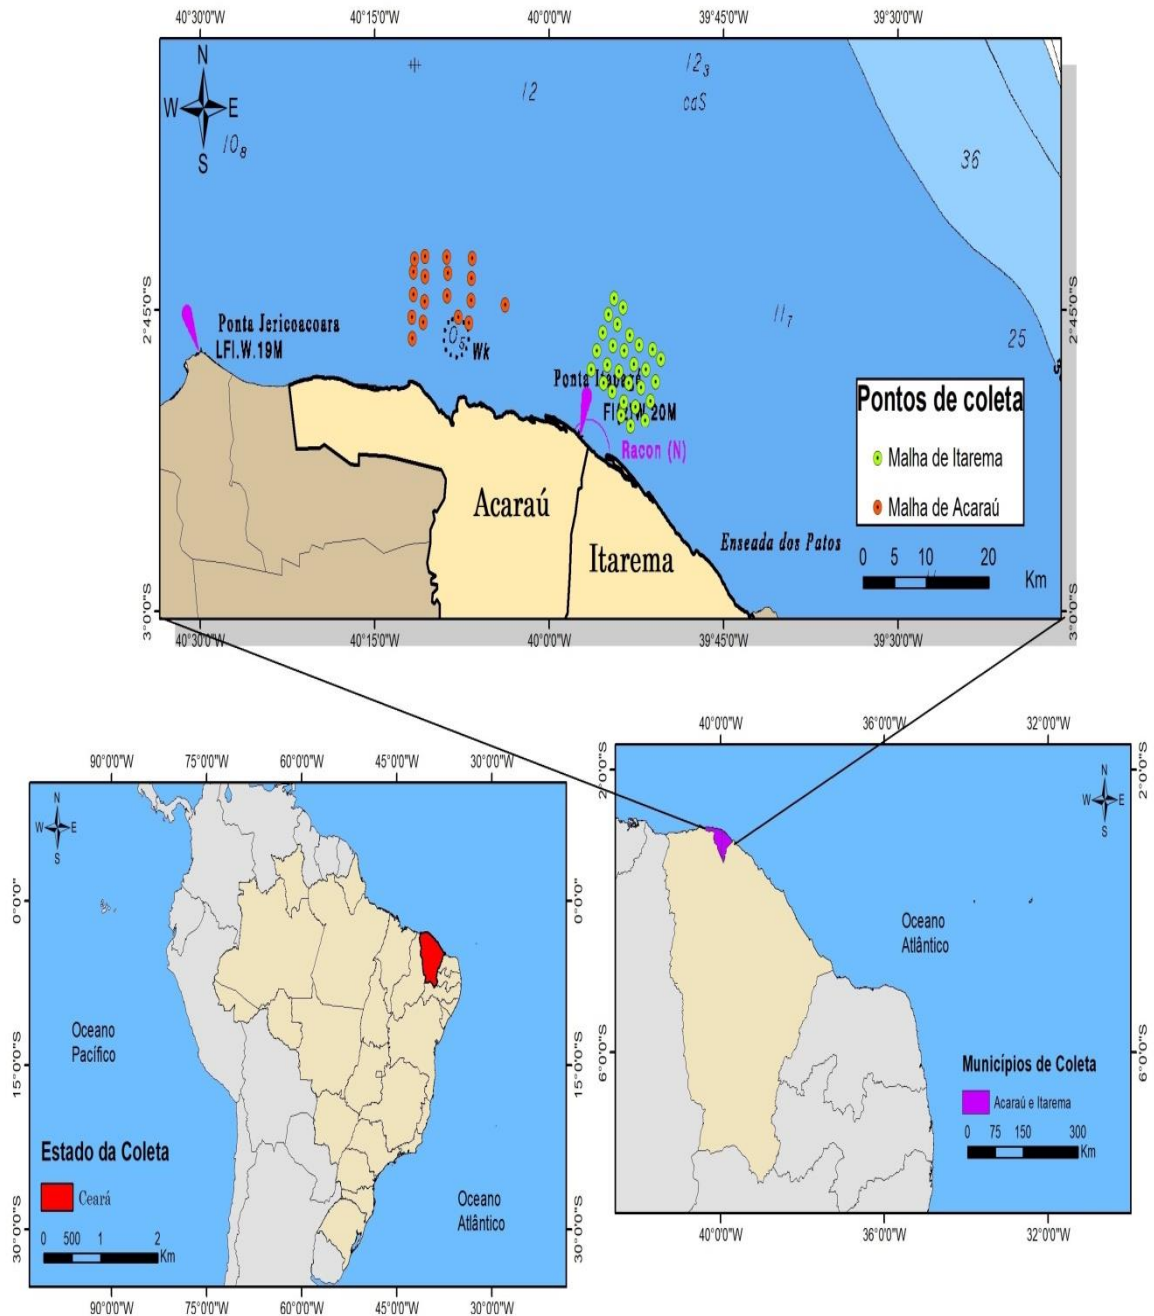 40°30'0"W 40°15'0"W 40°0'0"W 39°45'0"W 39°30'0"W
N
W E
S
10₈
12
12₃
caS
36
25
11₇
2°45'0"S
2°45'0"S
Ponta Jericoacoara
LFI.W.19M
O₅
Wk
Racon (N)
Pontos de coleta
Malha de Itarema
Malha de Acaraú
0 5 10 20
Km
Acaraú
Itarema
Enseada dos Patos
3°0'0"S
3°0'0"S
40°30'0"W 40°15'0"W 40°0'0"W 39°45'0"W 39°30'0"W
90°0'0"W 75°0'0"W 60°0'0"W 45°0'0"W 30°0'0"W
N
W E
S
0°0'0"
0°0'0"
Oceano
Pacífico
15°0'0"S
15°0'0"S
Estado da Coleta
Ceará
0 500 1 2
Km
Oceano
Atlântico
30°0'0"S
30°0'0"S
90°0'0"W 75°0'0"W 60°0'0"W 45°0'0"W 30°0'0"W
40°0'0"W 36°0'0"W 32°0'0"W
2°0'0"S
2°0'0"S
N
W E
S
Oceano
Atlântico
6°0'0"S
6°0'0"S
Municípios de Coleta
Acaraú e Itarema
0 75 150 300
Km
40°0'0"W 36°0'0"W 32°0'0"W